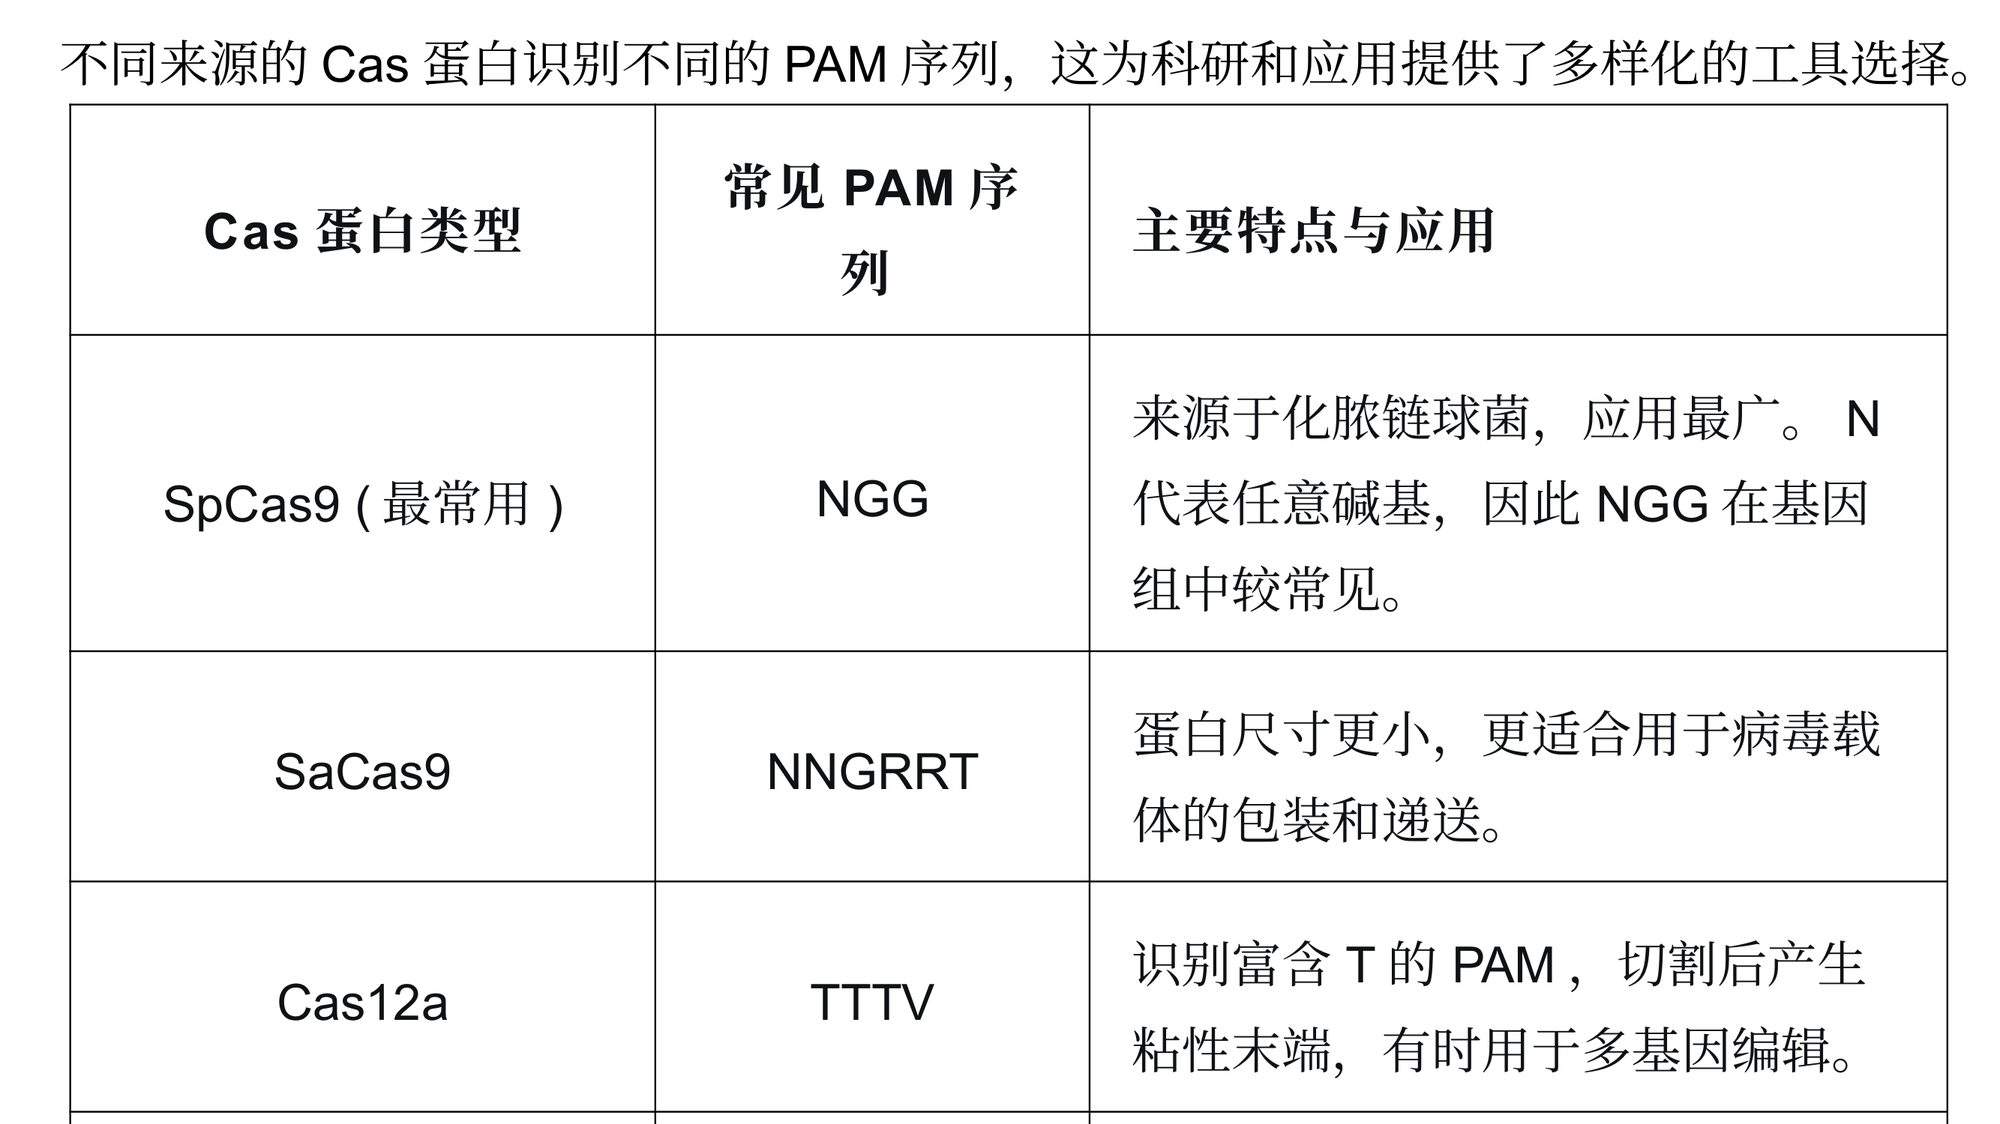 不同来源的 Cas 蛋白识别不同的 PAM 序列，这为科研和应用提供了多样化的工具选择。
Cas 蛋白类型
常见 PAM 序
列
主要特点与应用
SpCas9 ( 最常用 )
NGG
来源于化脓链球菌，应用最广。 N
代表任意碱基，因此 NGG 在基因
组中较常见。
SaCas9
NNGRRT
蛋白尺寸更小，更适合用于病毒载
体的包装和递送。
Cas12a
TTTV
识别富含 T 的 PAM ，切割后产生
粘性末端，有时用于多基因编辑。